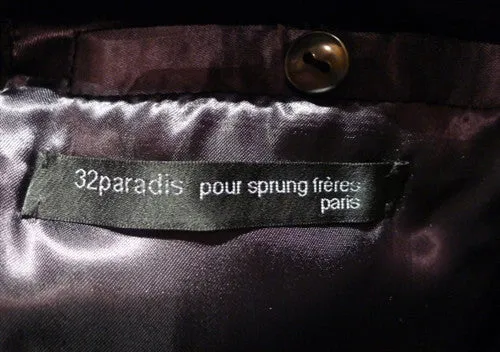 32paradis pour sprung frères
paris